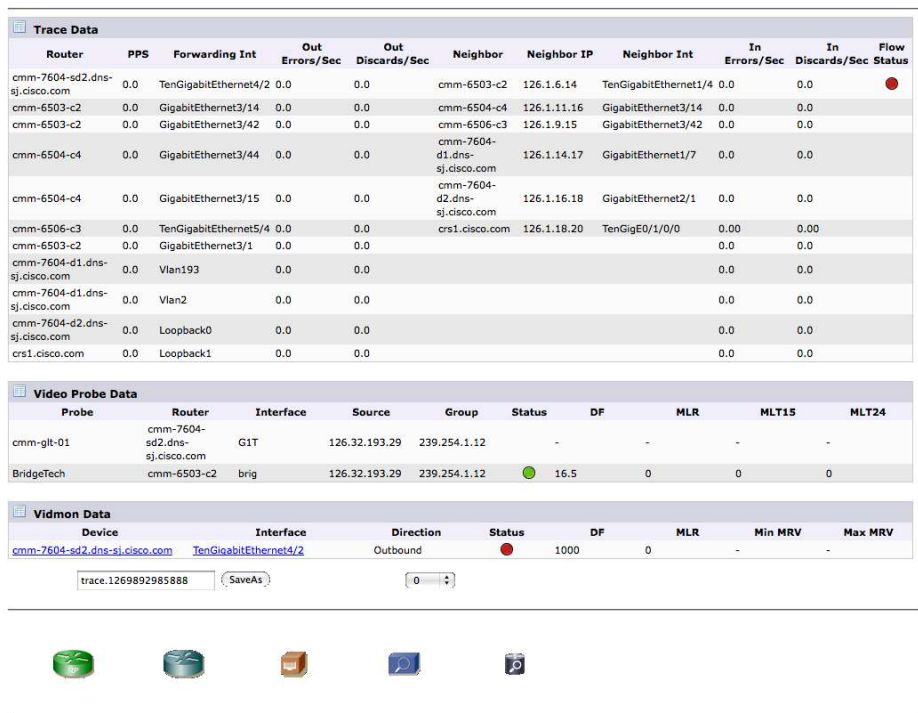 Trace Data
Router PPS Forwarding Int Out Errors/Sec Out Discards/Sec Neighbor Neighbor IP Neighbor Int In Errors/Sec In Discards/Sec Flow Status
cmm-7604-sd2.dns-sj.cisco.com 0.0 TenGigabitEthernet4/2 0.0 0.0 cmm-6503-c2 126.1.6.14 TenGigabitEthernet1/4 0.0 0.0
cmm-6503-c2 0.0 GigabitEthernet3/14 0.0 0.0 cmm-6504-c4 126.1.11.16 GigabitEthernet3/14 0.0 0.0
cmm-6503-c2 0.0 GigabitEthernet3/42 0.0 0.0 cmm-6506-c3 126.1.9.15 GigabitEthernet3/42 0.0 0.0
cmm-6504-c4 0.0 GigabitEthernet3/44 0.0 0.0 cmm-7604-d1.dns-sj.cisco.com 126.1.14.17 GigabitEthernet1/7 0.0 0.0
cmm-6504-c4 0.0 GigabitEthernet3/15 0.0 0.0 cmm-7604-d2.dns-sj.cisco.com 126.1.16.18 GigabitEthernet2/1 0.0 0.0
cmm-6506-c3 0.0 TenGigabitEthernet5/4 0.0 0.0 crs1.cisco.com 126.1.18.20 TenGigE0/1/0/0 0.00 0.00
cmm-6503-c2 0.0 GigabitEthernet3/1 0.0 0.0 0.0 0.0
cmm-7604-d1.dns-sj.cisco.com 0.0 Vlan193 0.0 0.0 0.0 0.0
cmm-7604-d1.dns-sj.cisco.com 0.0 Vlan2 0.0 0.0 0.0 0.0
cmm-7604-d2.dns-sj.cisco.com 0.0 Loopback0 0.0 0.0 0.0 0.0
crs1.cisco.com 0.0 Loopback1 0.0 0.0 0.0 0.0
Video Probe Data
Probe Router Interface Source Group Status DF MLR MLT15 MLT24
cmm-glt-01 cmm-7604-sd2.dns-sj.cisco.com G1T 126.32.193.29 239.254.1.12 - - - -
BridgeTech cmm-6503-c2 brig 126.32.193.29 239.254.1.12 16.5 0 0 0
Vidmon Data
Device Interface Direction Status DF MLR Min MRV Max MRV
cmm-7604-sd2.dns-sj.cisco.com TenGigabitEthernet4/2 Outbound 1000 0 - -
trace.1269892985888 SaveAs 0
RP